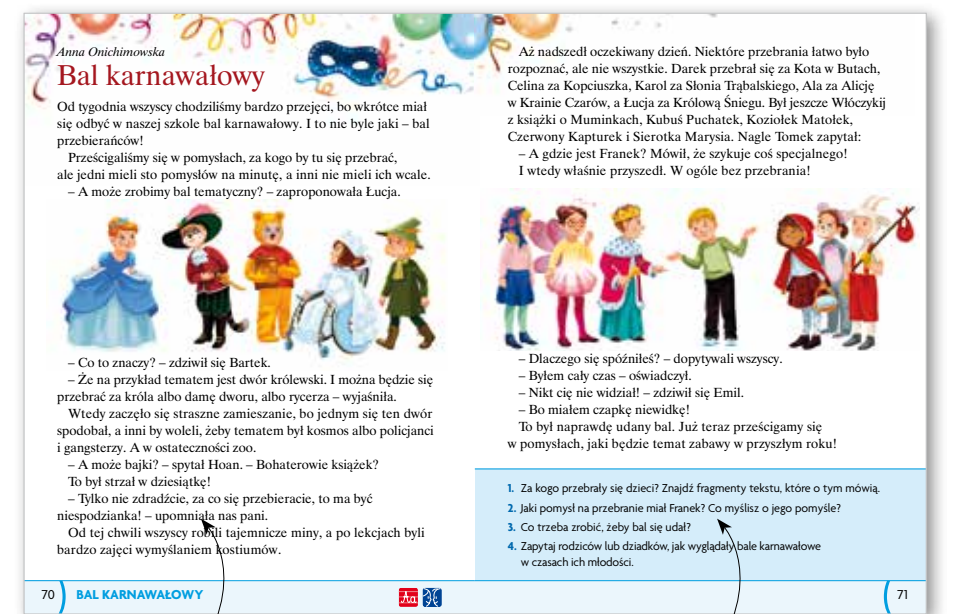 Anna Onichimowska
Bal karnawałowy
Od tygodnia wszyscy chodziliśmy bardzo przejęci, bo wkrótce miał
się odbyć w naszej szkole bal karnawałowy. I to nie byle jaki – bal
przebierańców!
Prześcigaliśmy się w pomysłach, za kogo by tu się przebrać,
ale jedni mieli sto pomysłów na minutę, a inni nie mieli ich wcale.
– A może zrobimy bal tematyczny? – zaproponowała Łucja.
– Co to znaczy? – zdziwił się Bartek.
– Że na przykład tematem jest dwór królewski. I można będzie się
przebrać za króla albo damę dworu, albo rycerza – wyjaśniła.
Wtedy zaczęło się straszne zamieszanie, bo jednym się ten dwór
spodobał, a inni by woleli, żeby tematem był kosmos albo policjanci
i gangsterzy. A w ostateczności zoo.
– A może bajki? – spytał Hoan. – Bohaterowie książek?
To był strzał w dziesiątkę!
– Tylko nie zdradźcie, za co się przebieracie, to ma być
niespodzianka! – upomniała nas pani.
Od tej chwili wszyscy robili tajemnicze miny, a po lekcjach byli
bardzo zajęci wymyślaniem kostiumów.
70 BAL KARNAWAŁOWY
Aż nadszedł oczekiwany dzień. Niektóre przebrania łatwo było
rozpoznać, ale nie wszystkie. Darek przebrał się za Kota w Butach,
Celina za Kopciuszka, Karol za Słonia Trąbalskiego, Ala za Alicję
w Krainie Czarów, a Łucja za Królową Śniegu. Był jeszcze Włóczykij
z książki o Muminkach, Kubuś Puchatek, Koziołek Matołek,
Czerwony Kapturek i Sierotka Marysia. Nagle Tomek zapytał:
– A gdzie jest Franek? Mówił, że szykuje coś specjalnego!
I wtedy właśnie przyszedł. W ogóle bez przebrania!
– Dlaczego się spóźniłeś? – dopytywali wszyscy.
– Byłem cały czas – oświadczył.
– Nikt cię nie widział! – zdziwił się Emil.
– Bo miałem czapkę niewidkę!
To był naprawdę udany bal. Już teraz prześcigamy się
w pomysłach, jaki będzie temat zabawy w przyszłym roku!
1. Za kogo przebrały się dzieci? Znajdź fragmenty tekstu, które o tym mówią.
2. Jaki pomysł na przebranie miał Franek? Co myślisz o jego pomyśle?
3. Co trzeba zrobić, żeby bal się udał?
4. Zapytaj rodziców lub dziadków, jak wyglądały bale karnawałowe
w czasach ich młodości.
71